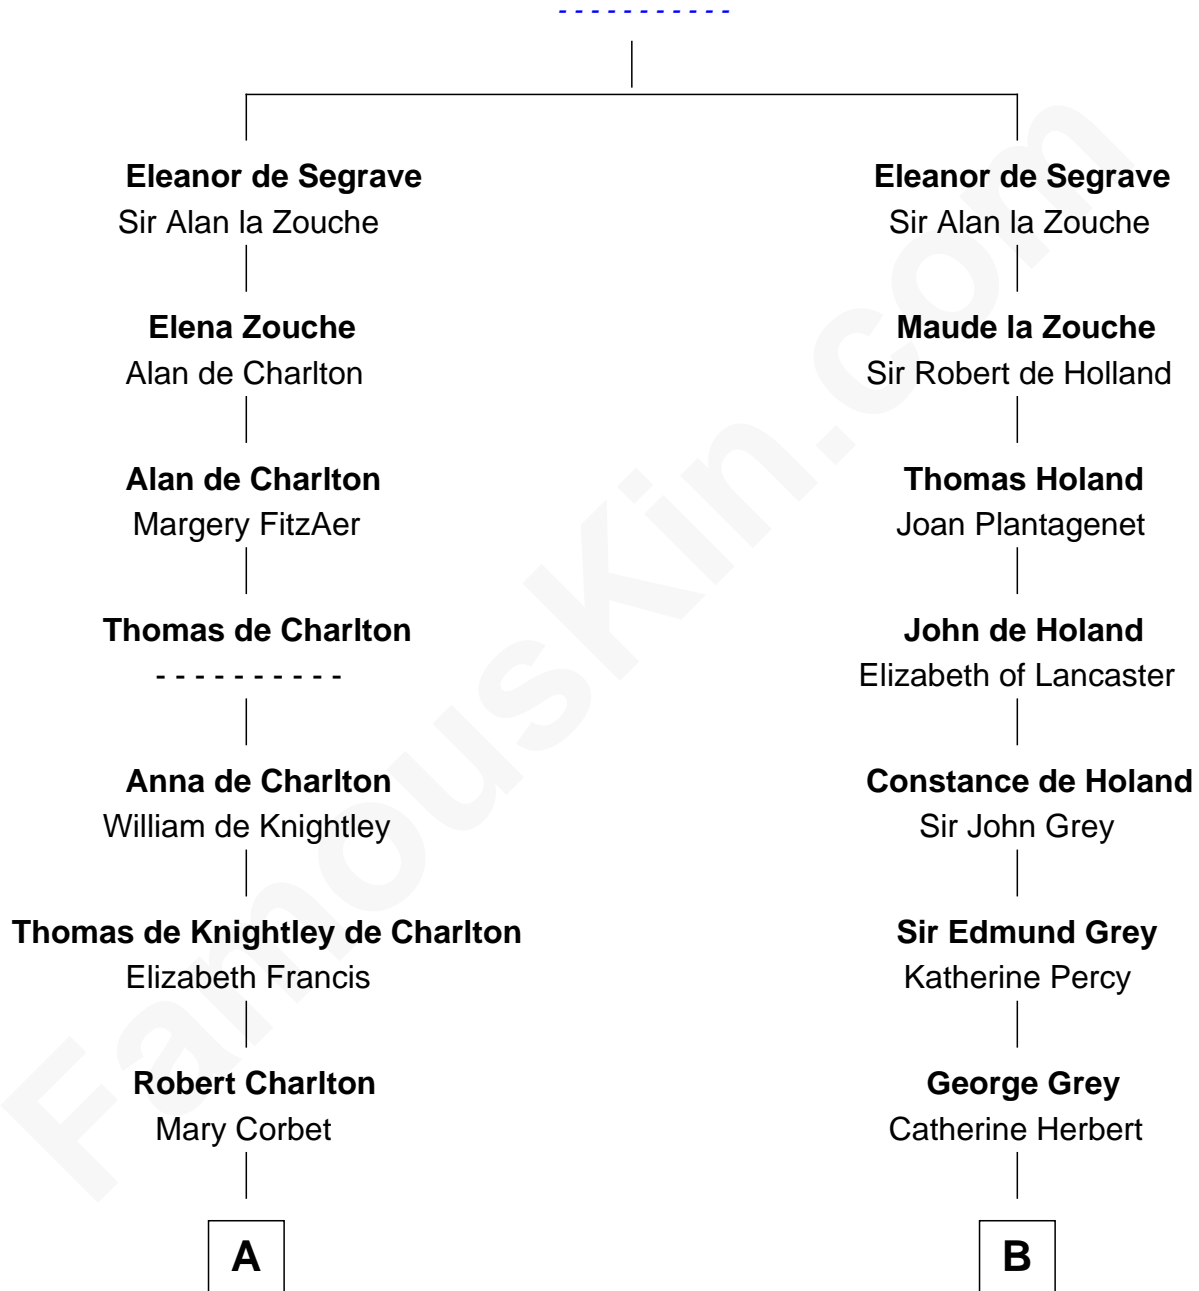 - - - - - - - - - - -
Eleanor de Segrave
Sir Alan la Zouche
Elena Zouche
Alan de Charlton
Alan de Charlton
Margery FitzAer
Thomas de Charlton
- - - - - - - - - -
Anna de Charlton
William de Knightley
Thomas de Knightley de Charlton
Elizabeth Francis
Robert Charlton
Mary Corbet
A
Eleanor de Segrave
Sir Alan la Zouche
Maude la Zouche
Sir Robert de Holland
Thomas Holand
Joan Plantagenet
John de Holand
Elizabeth of Lancaster
Constance de Holand
Sir John Grey
Sir Edmund Grey
Katherine Percy
George Grey
Catherine Herbert
B
FamousKin.com